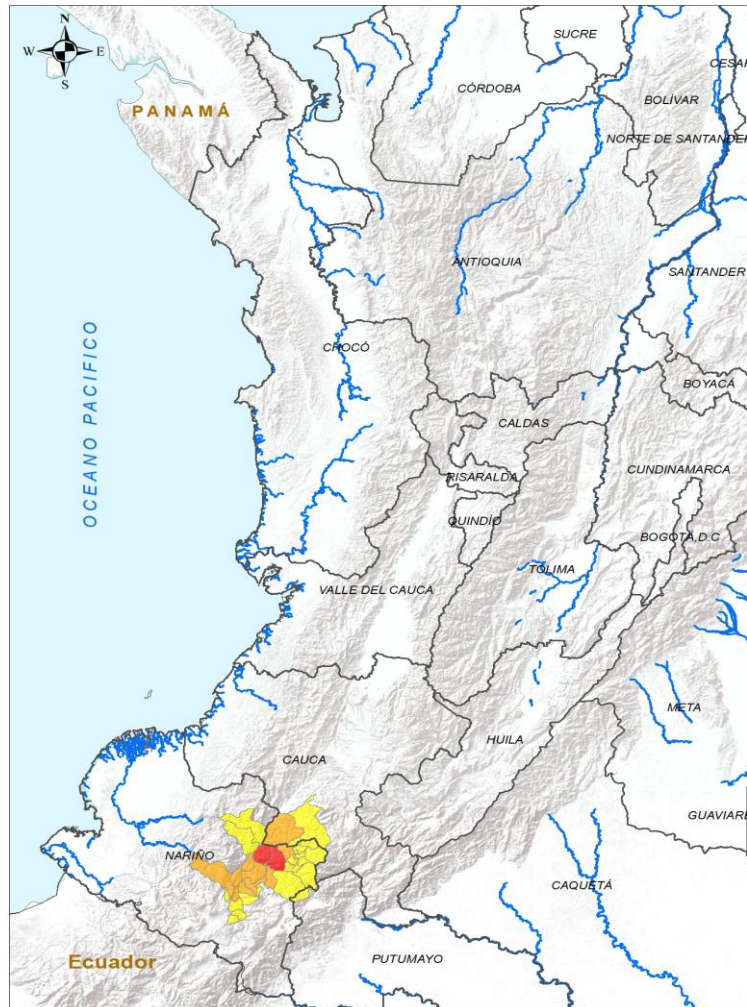 N
W E
S
SUCRE
CESAR
CÓRDOBA
BOLÍVAR
PANAMÁ
NORTE DE SANTANDER
ANTIOQUIA
SANTANDER
OCEANO PACIFICO
CHOCÓ
BOYACÁ
CALDAS
CUNDINAMARCA
RISARALDA
QUINDÍO
BOGOTÁ,D.C
TOLIMA
VALLE DEL CAUCA
META
HUILA
CAUCA
GUAVIARE
NARIÑO
CAQUETÁ
Ecuador
PUTUMAYO